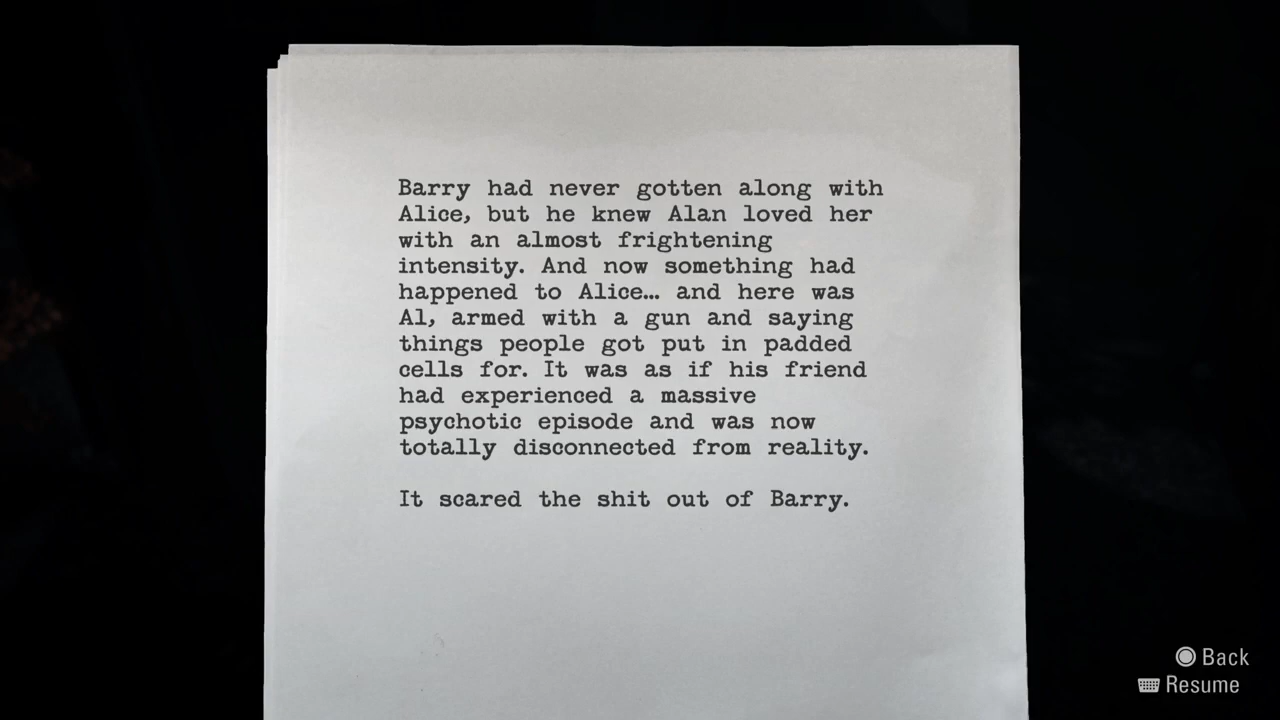 Barry had never gotten along with
Alice, but he knew Alan loved her
with an almost frightening
intensity. And now something had
happened to Alice… and here was
Al, armed with a gun and saying
things people got put in padded
cells for. It was as if his friend
had experienced a massive
psychotic episode and was now
totally disconnected from reality.

It scared the shit out of Barry.
Back
Resume